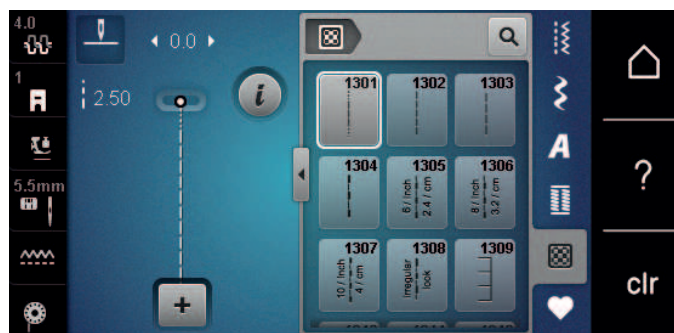 4.0
0.0
1
2.50
i
5.5mm
+
1301
1302
1303
1304
1305
6 / Inch
2.4 / cm
1306
8 / Inch
3.2 / cm
1307
10 / Inch
4 / cm
1308
irregular
look
1309
A
?
clr